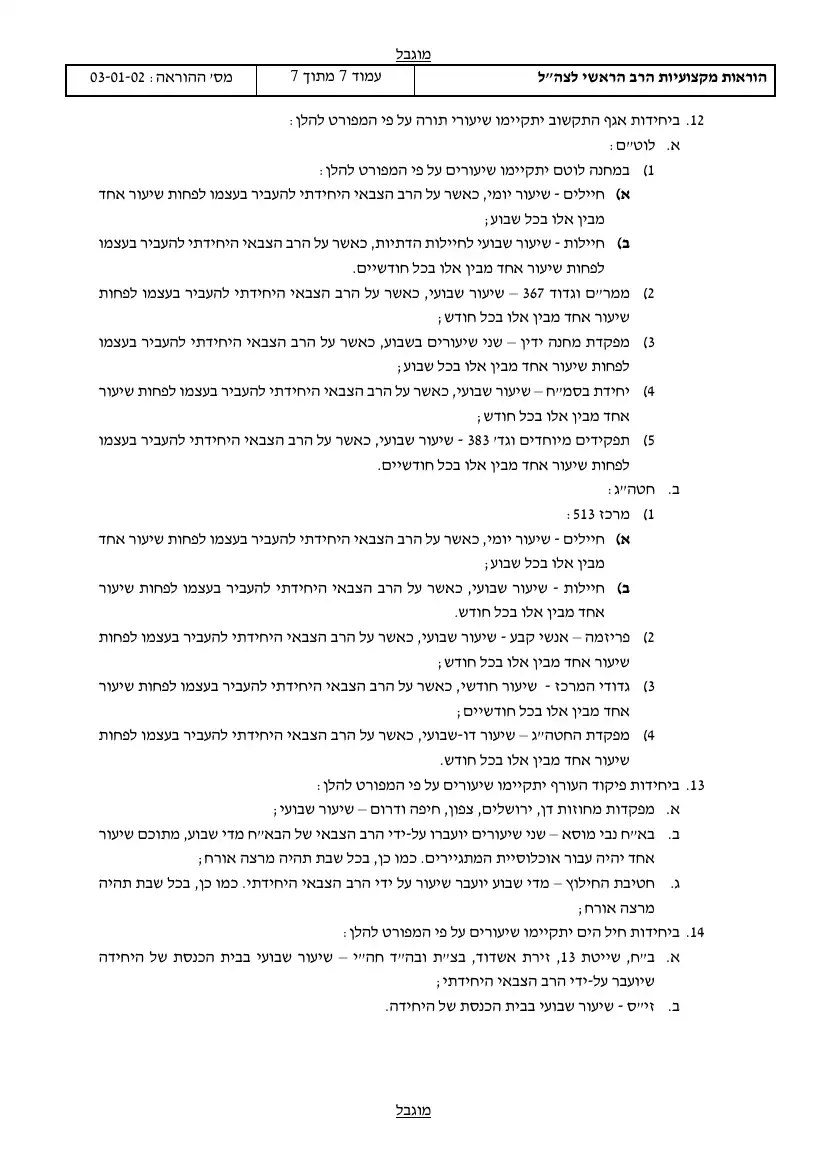 מוגבל
הוראות מקצועיות הרב הראשי לצה״ל עמוד 7 מתוך 7 מס׳ ההוראה: 03-01-02
12. ביחידות אגף התקשוב יתקיימו שיעורי תורה על פי המפורט להלן:
א. לוט״ם:
1) במחנה לוטם יתקיימו שיעורים על פי המפורט להלן:
א) חיילים - שיעור יומי, כאשר על הרב הצבאי היחידתי להעביר בעצמו לפחות שיעור אחד
מבין אלו בכל שבוע;
ב) חיילות - שיעור שבועי לחיילות הדתיות, כאשר על הרב הצבאי היחידתי להעביר בעצמו
לפחות שיעור אחד מבין אלו בכל חודשיים.
2) ממר״ם וגדוד 367 – שיעור שבועי, כאשר על הרב הצבאי היחידתי להעביר בעצמו לפחות
שיעור אחד מבין אלו בכל חודש;
3) מפקדת מחנה ידין – שני שיעורים בשבוע, כאשר על הרב הצבאי היחידתי להעביר בעצמו
לפחות שיעור אחד מבין אלו בכל שבוע;
4) יחידת בסמ״ח – שיעור שבועי, כאשר על הרב הצבאי היחידתי להעביר בעצמו לפחות שיעור
אחד מבין אלו בכל חודש;
5) תפקידים מיוחדים וגד׳ 383 - שיעור שבועי, כאשר על הרב הצבאי היחידתי להעביר בעצמו
לפחות שיעור אחד מבין אלו בכל חודשיים.
ב. חטה״ג:
1) מרכז 513:
א) חיילים - שיעור יומי, כאשר על הרב הצבאי היחידתי להעביר בעצמו לפחות שיעור אחד
מבין אלו בכל שבוע;
ב) חיילות - שיעור שבועי, כאשר על הרב הצבאי היחידתי להעביר בעצמו לפחות שיעור
אחד מבין אלו בכל חודש.
2) פריזמה – אנשי קבע - שיעור שבועי, כאשר על הרב הצבאי היחידתי להעביר בעצמו לפחות
שיעור אחד מבין אלו בכל חודש;
3) גדודי המרכז - שיעור חודשי, כאשר על הרב הצבאי היחידתי להעביר בעצמו לפחות שיעור
אחד מבין אלו בכל חודשיים;
4) מפקדת החטה״ג – שיעור דו-שבועי, כאשר על הרב הצבאי היחידתי להעביר בעצמו לפחות
שיעור אחד מבין אלו בכל חודש.
13. ביחידות פיקוד העורף יתקיימו שיעורים על פי המפורט להלן:
א. מפקדות מחוזות דן, ירושלים, צפון, חיפה ודרום – שיעור שבועי;
ב. בא״ח נבי מוסא – שני שיעורים יועברו על-ידי הרב הצבאי של הבא״ח מדי שבוע, מתוכם שיעור
אחד יהיה עבור אוכלוסיית המתגיירים. כמו כן, בכל שבת תהיה מרצה אורח;
ג. חטיבת החילוץ – מדי שבוע יועבר שיעור על ידי הרב הצבאי היחידתי. כמו כן, בכל שבת תהיה
מרצה אורח;
14. ביחידות חיל הים יתקיימו שיעורים על פי המפורט להלן:
א. ב״ח, שייטת 13, זירת אשדוד, בצ״ת ובה״ד חה״י – שיעור שבועי בבית הכנסת של היחידה
שיועבר על-ידי הרב הצבאי היחידתי;
ב. זי״ס - שיעור שבועי בבית הכנסת של היחידה.
מוגבל